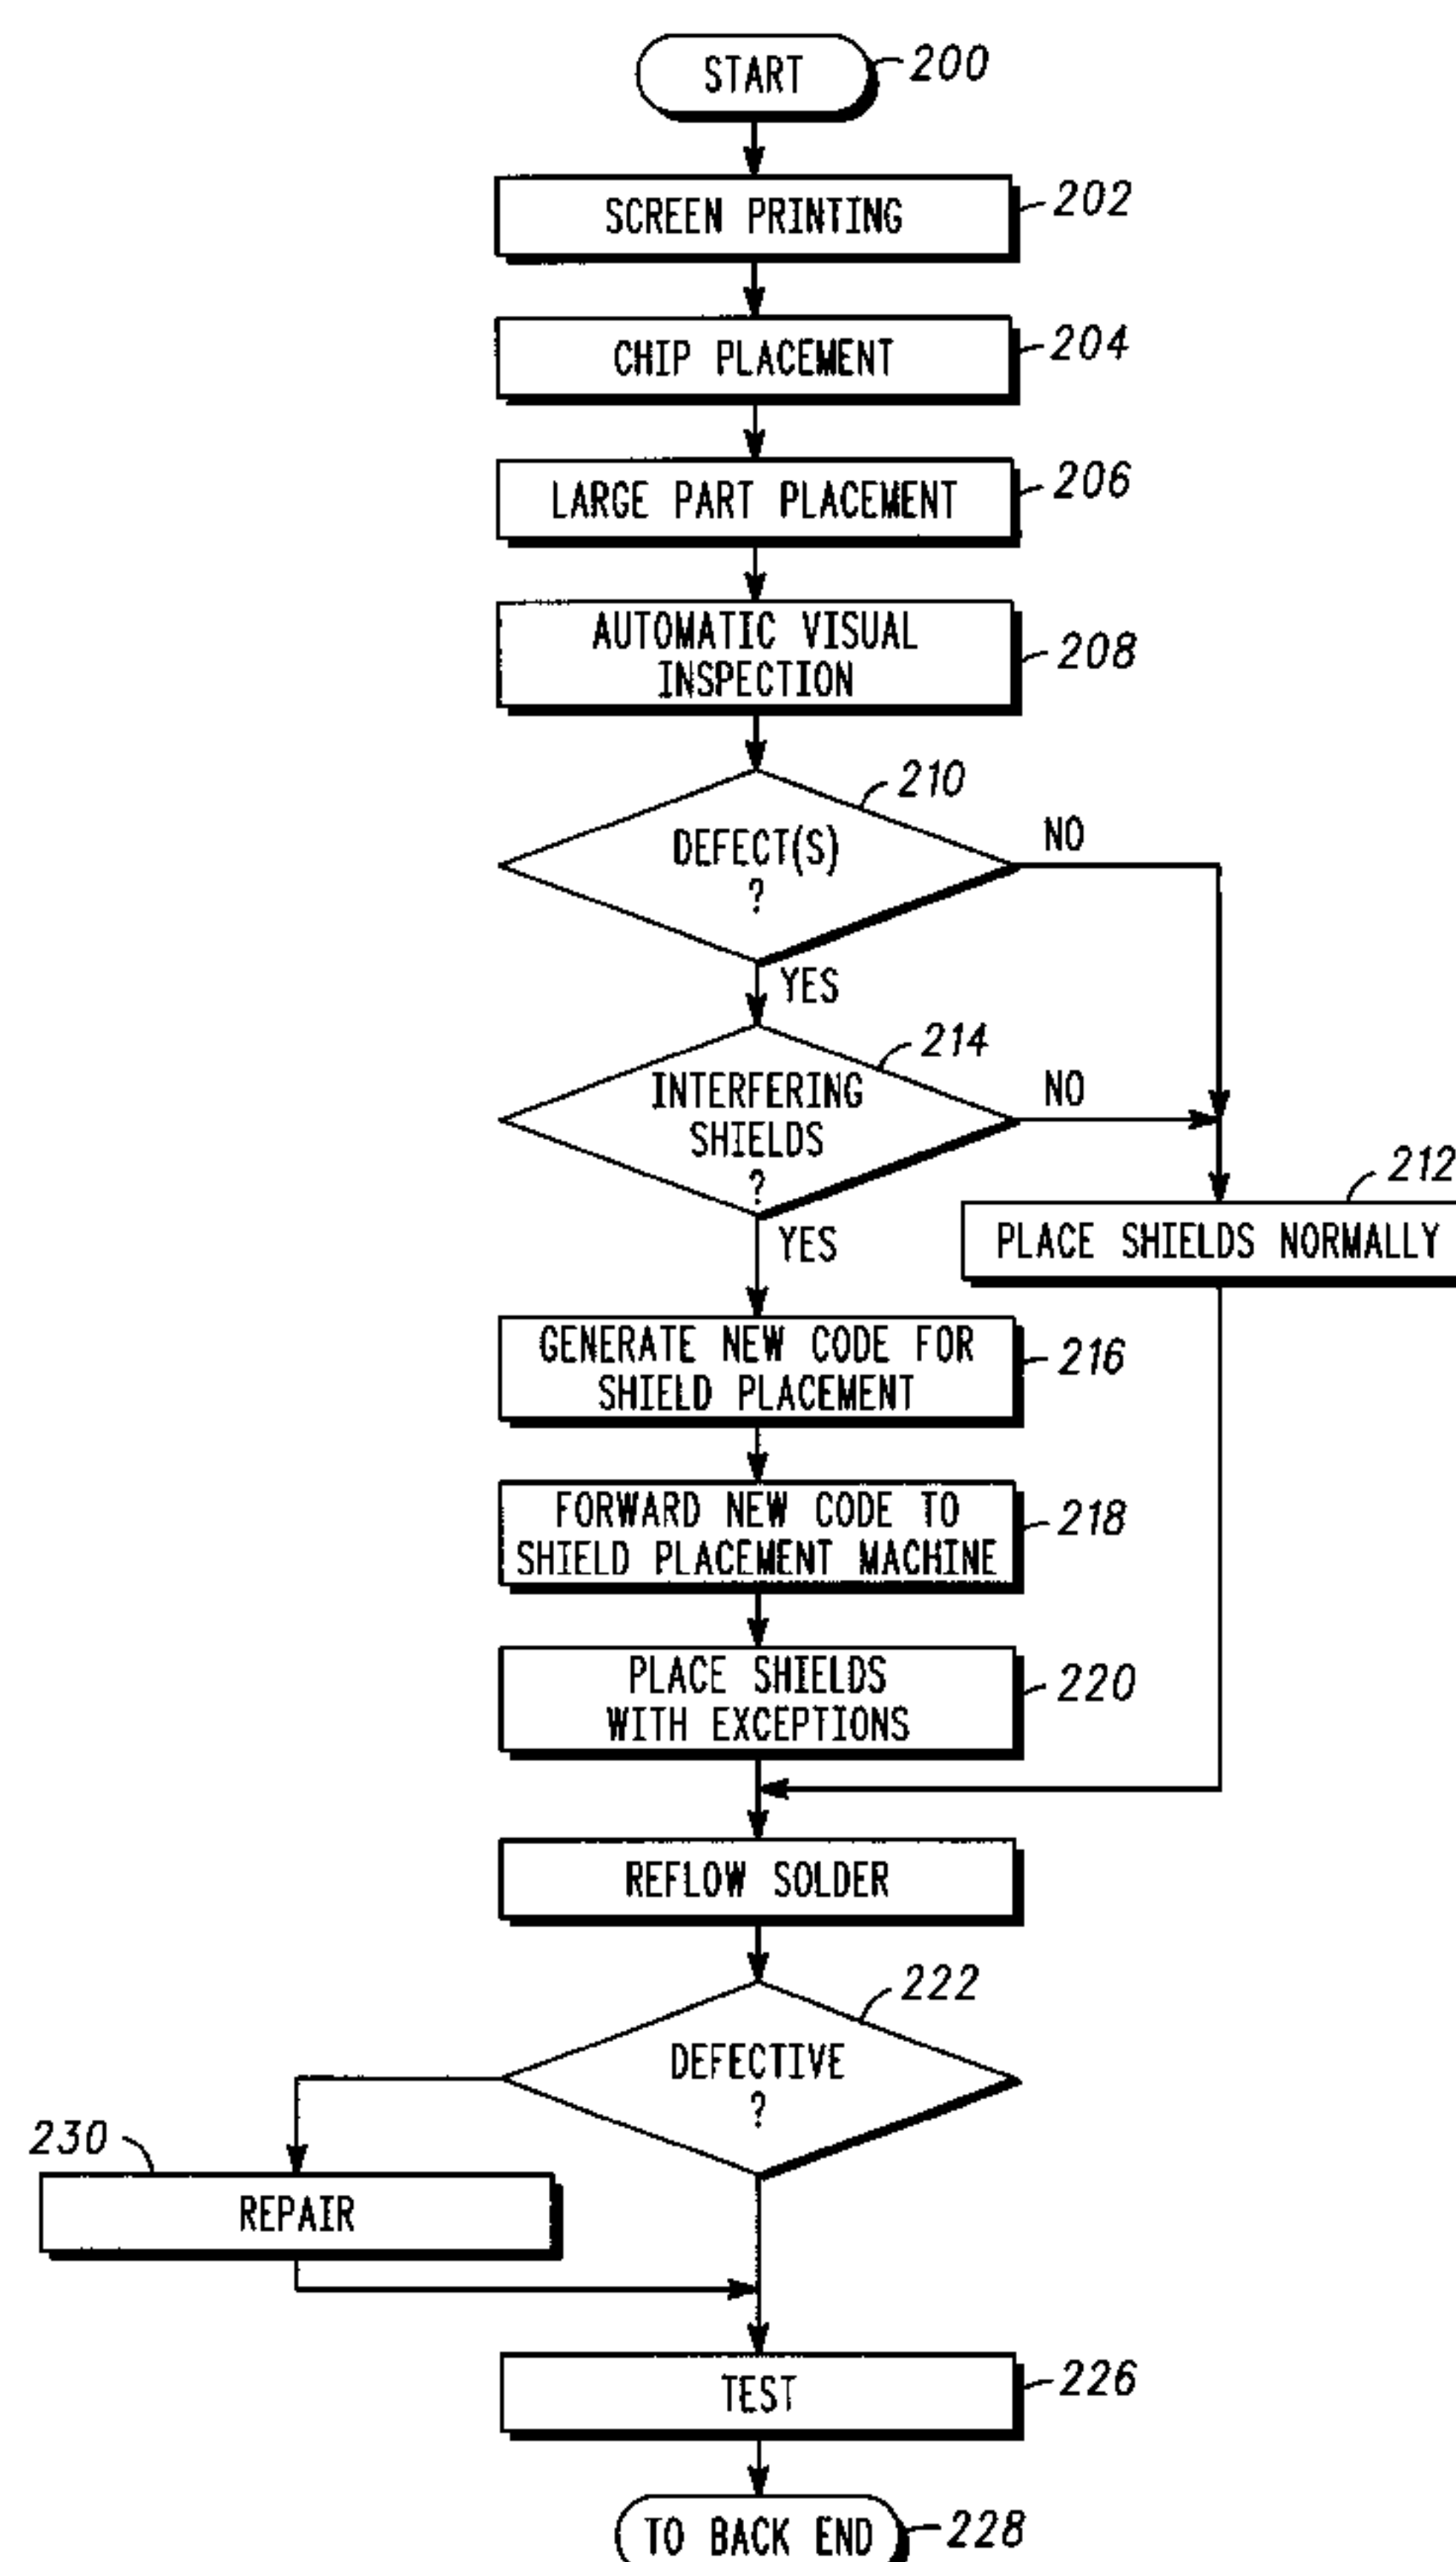 START
200
SCREEN PRINTING
202
CHIP PLACEMENT
204
LARGE PART PLACEMENT
206
AUTOMATIC VISUAL
INSPECTION
208
210
DEFECT(S)
?
NO
YES
214
INTERFERING
SHIELDS
?
NO
YES
212
PLACE SHIELDS NORMALLY
GENERATE NEW CODE FOR
SHIELD PLACEMENT
216
FORWARD NEW CODE TO
SHIELD PLACEMENT MACHINE
218
PLACE SHIELDS
WITH EXCEPTIONS
220
REFLOW SOLDER
222
DEFECTIVE
?
230
REPAIR
TEST
226
TO BACK END
228